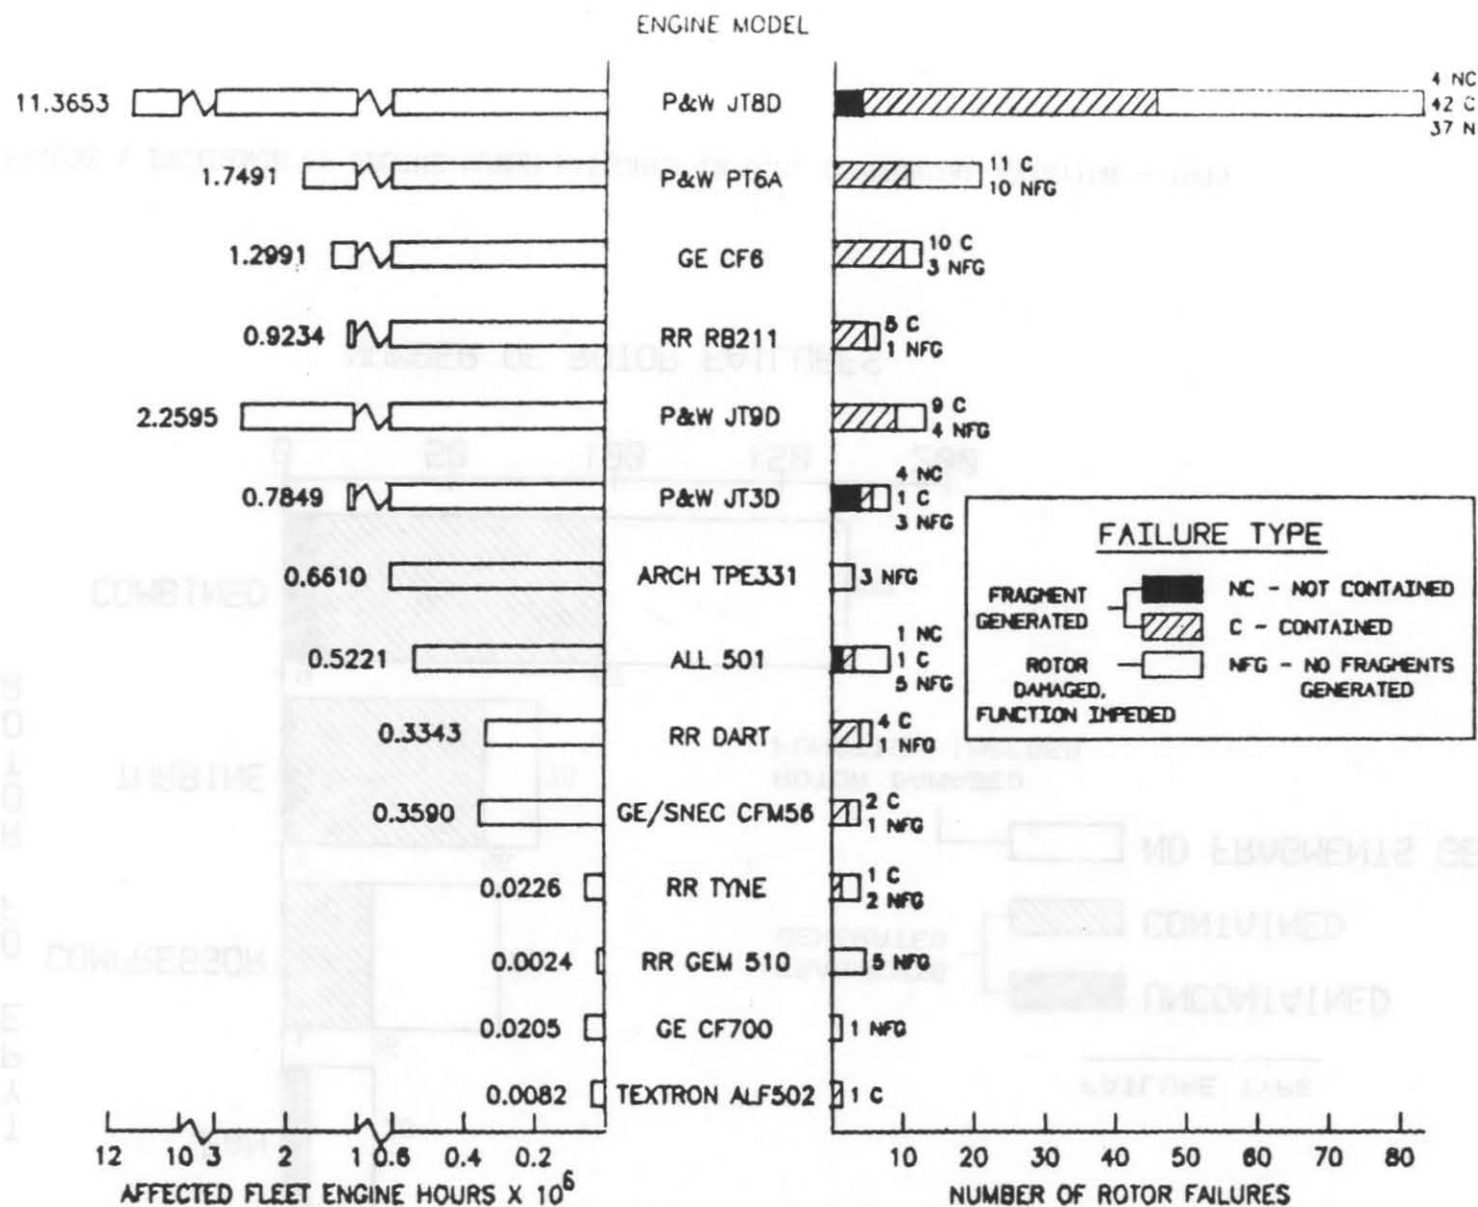 ENGINE MODEL
11.3653 P&W JT8D 4 NC
42 C
37 N
1.7491 P&W PT6A 11 C
10 NFG
1.2991 GE CF6 10 C
3 NFG
0.9234 RR RB211 5 C
1 NFG
2.2595 P&W JT9D 9 C
4 NFG
0.7849 P&W JT3D 4 NC
1 C
3 NFG
0.6610 ARCH TPE331 3 NFG
0.5221 ALL 501 1 NC
1 C
5 NFG
0.3343 RR DART 4 C
1 NFG
0.3590 GE/SNEC CFM56 2 C
1 NFG
0.0226 RR TYNE 1 C
2 NFG
0.0024 RR GEM 510 5 NFG
0.0205 GE CF700 1 NFG
0.0082 TEXTRON ALF502 1 C
FAILURE TYPE
FRAGMENT
GENERATED
NC - NOT CONTAINED
C - CONTAINED
ROTOR
DAMAGED,
FUNCTION IMPEDED
NFG - NO FRAGMENTS
GENERATED
12 10 3 2 1 0.6 0.4 0.2
AFFECTED FLEET ENGINE HOURS X 10⁶
10 20 30 40 50 60 70 80
NUMBER OF ROTOR FAILURES